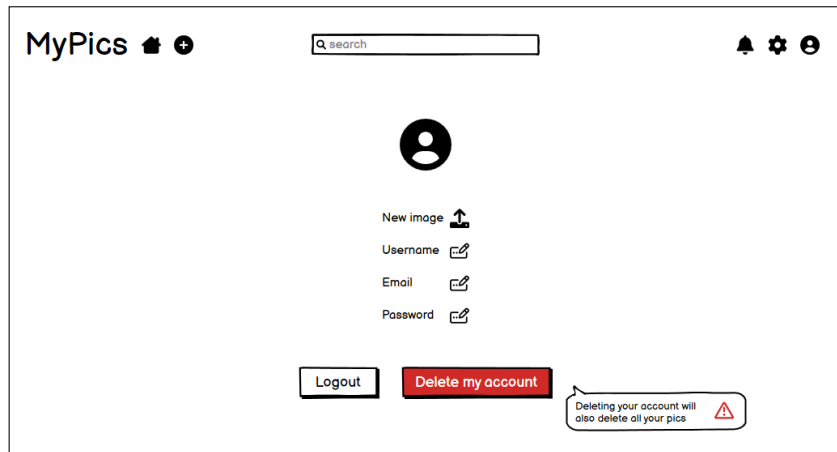 MyPics
search
New image
Username
Email
Password
Logout
Delete my account
Deleting your account will
also delete all your pics